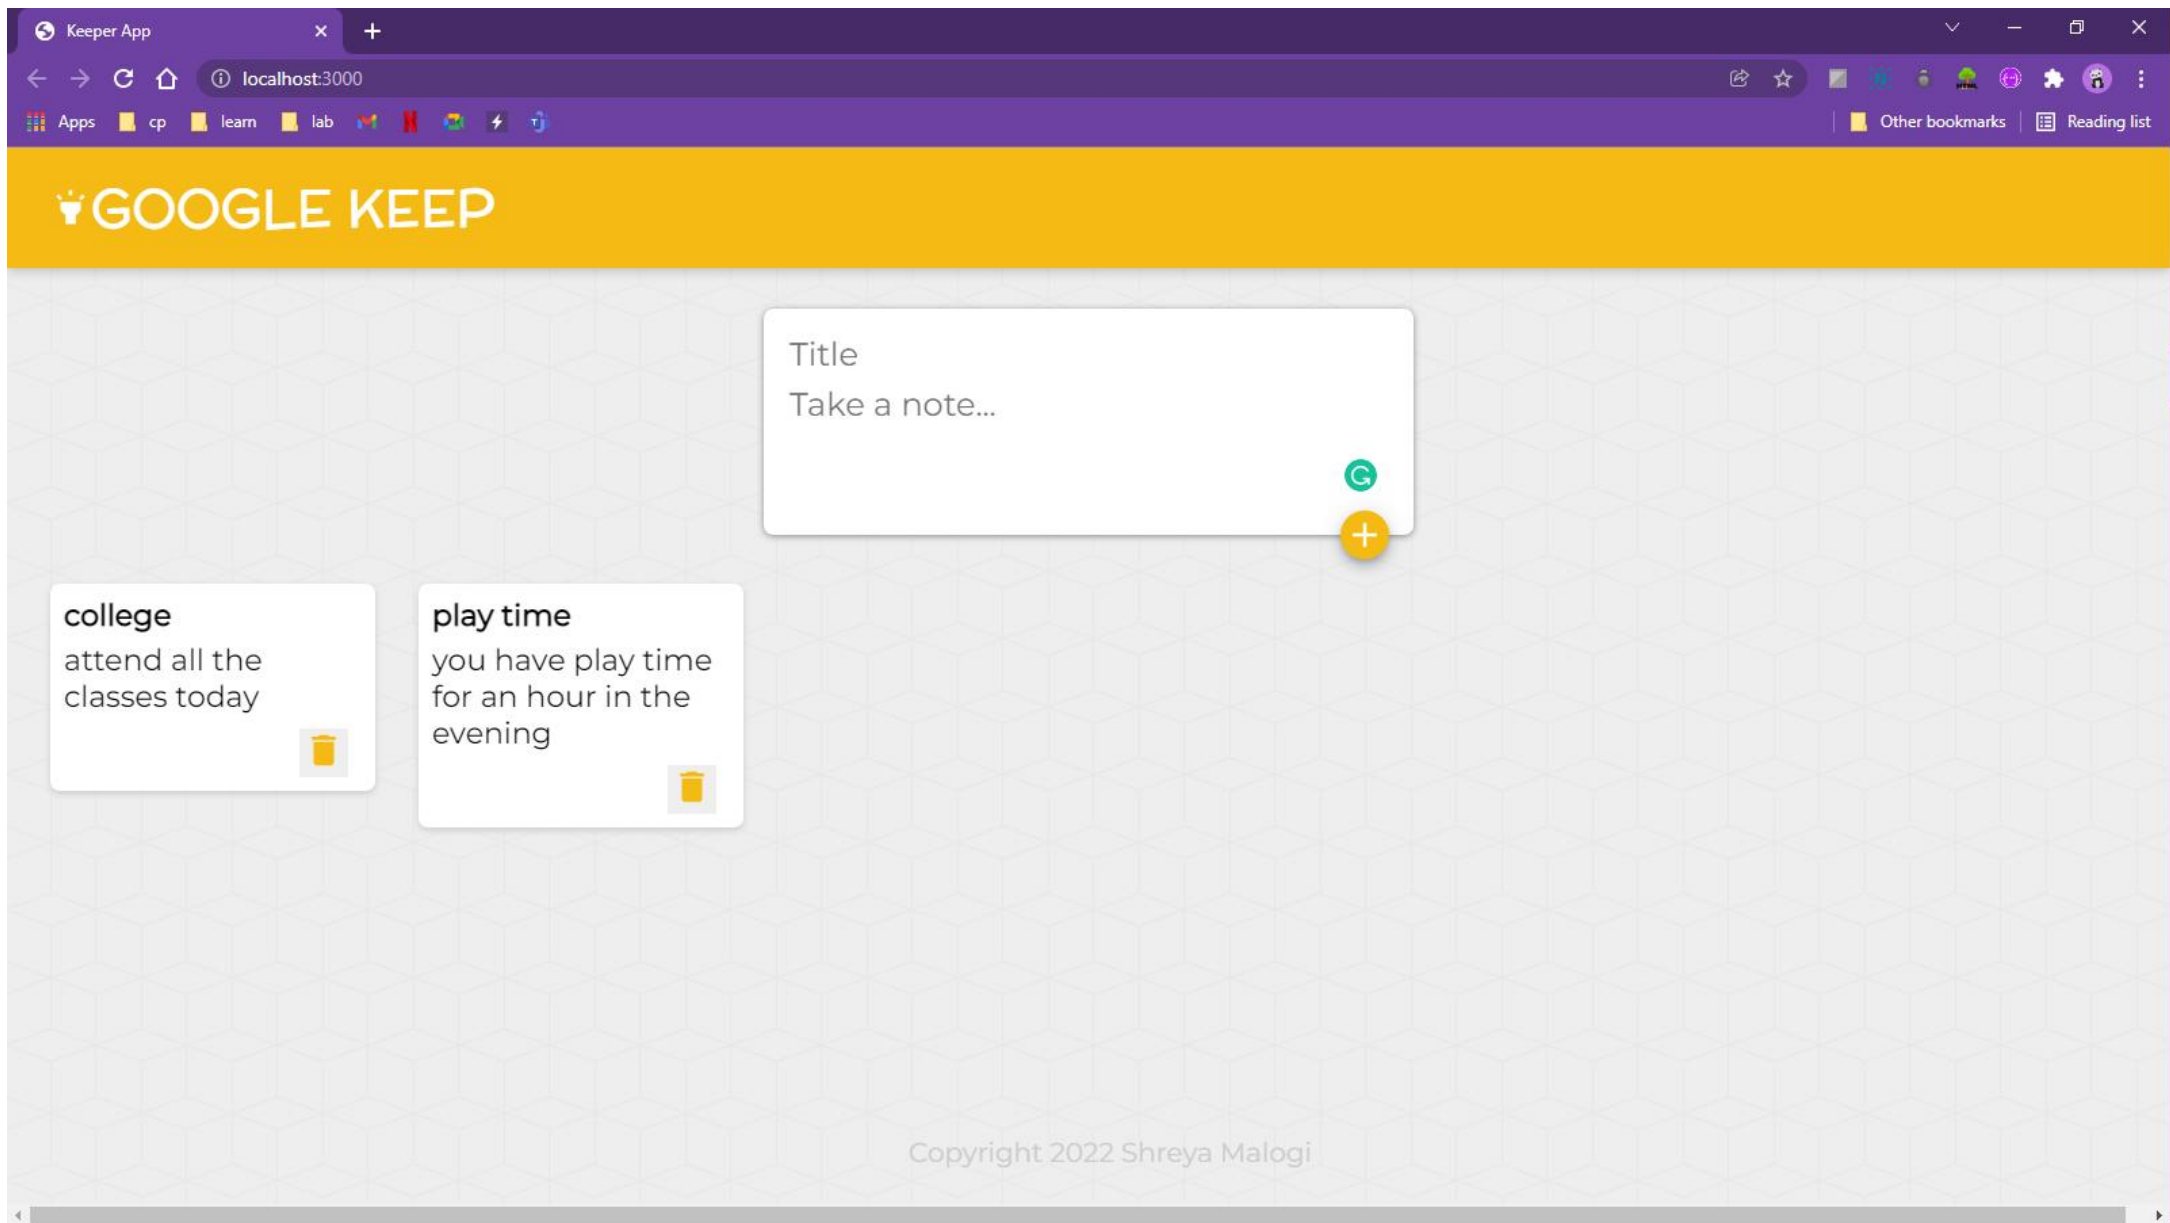 Keeper App
localhost:3000
Apps cp learn lab Other bookmarks Reading list
GOOGLE KEEP
Title
Take a note...
college
attend all the
classes today
play time
you have play time
for an hour in the
evening
Copyright 2022 Shreya Malogi